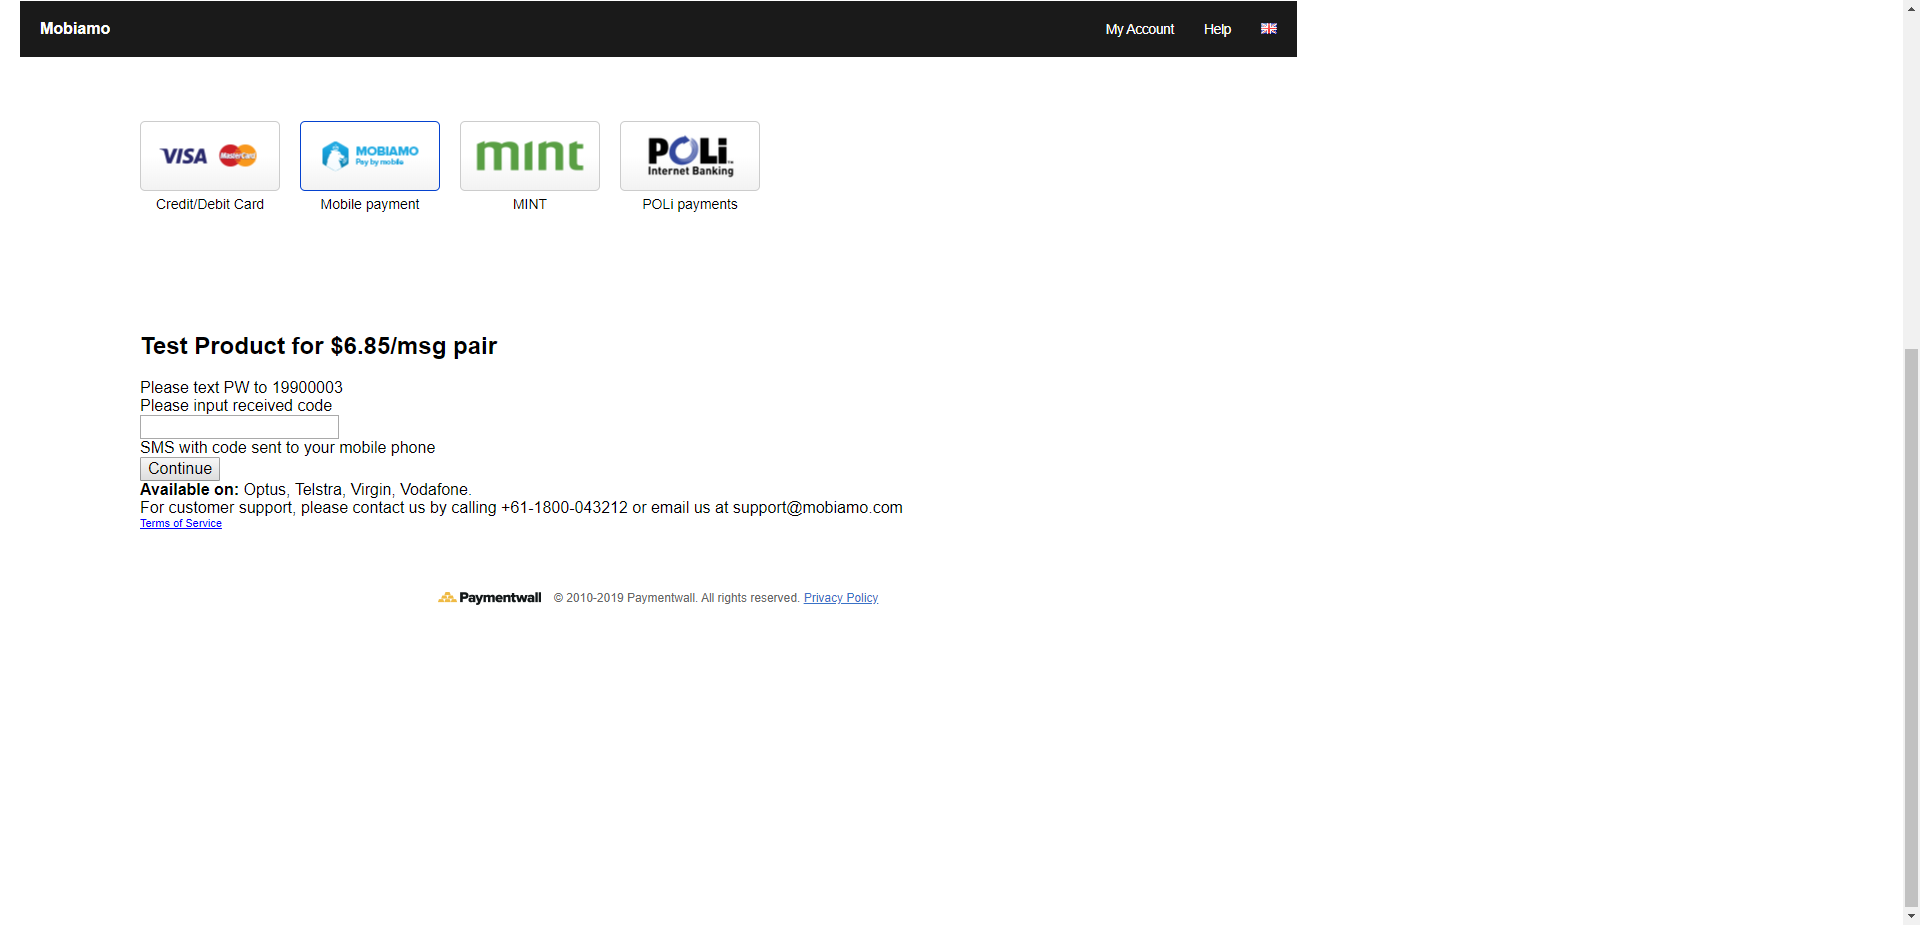 Mobiamo
My Account Help
VISA MasterCard
MOBIAMO
Pay by mobile
mint
POLi™
Internet Banking
Credit/Debit Card
Mobile payment
MINT
POLi payments
Test Product for $6.85/msg pair
Please text PW to 19900003
Please input received code
SMS with code sent to your mobile phone
Continue
Available on: Optus, Telstra, Virgin, Vodafone.
For customer support, please contact us by calling +61-1800-043212 or email us at support@mobiamo.com
Terms of Service
Paymentwall © 2010-2019 Paymentwall. All rights reserved. Privacy Policy